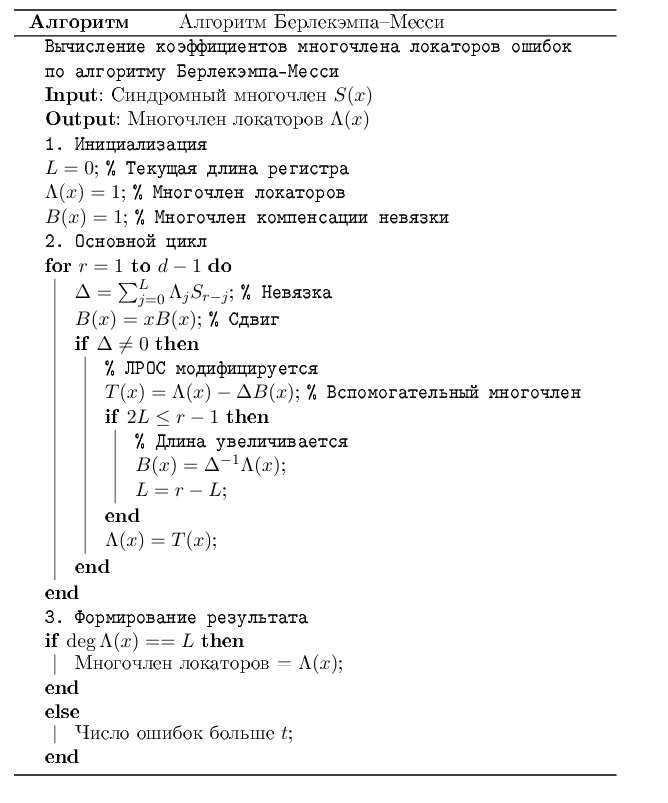 Алгоритм Алгоритм Берлекэмпа–Месси
Вычисление коэффициентов многочлена локаторов ошибок
по алгоритму Берлекэмпа-Месси
Input: Синдромный многочлен S(x)
Output: Многочлен локаторов Λ(x)
1. Инициализация
L = 0; % Текущая длина регистра
Λ(x) = 1; % Многочлен локаторов
B(x) = 1; % Многочлен компенсации невязки
2. Основной цикл
for r = 1 to d − 1 do
Δ = ∑_{j=0}^{L} Λ_j S_{r−j}; % Невязка
B(x) = xB(x); % Сдвиг
if Δ ≠ 0 then
% ЛРОС модифицируется
T(x) = Λ(x) − ΔB(x); % Вспомогательный многочлен
if 2L ≤ r − 1 then
% Длина увеличивается
B(x) = Δ^{−1}Λ(x);
L = r − L;
end
Λ(x) = T(x);
end
end
3. Формирование результата
if deg Λ(x) == L then
Многочлен локаторов = Λ(x);
end
else
Число ошибок больше t;
end